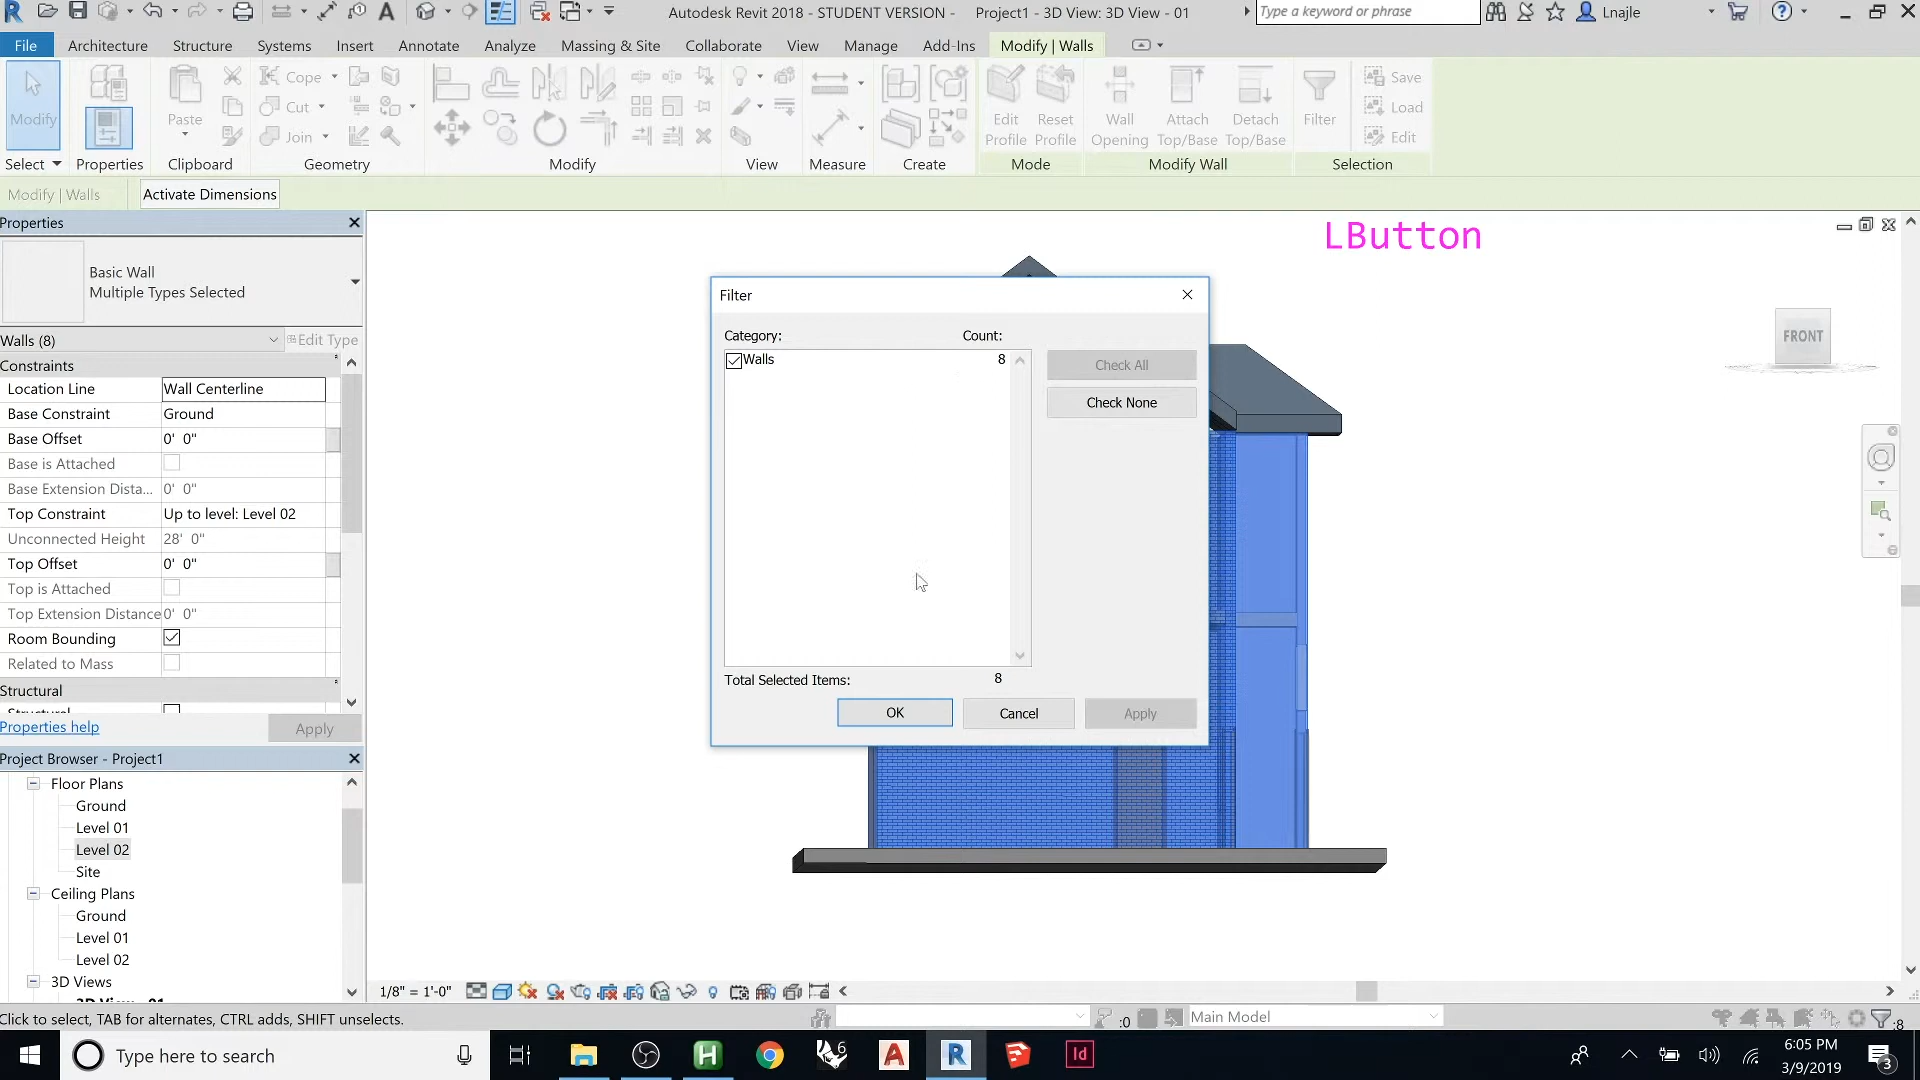 Autodesk Revit 2018 - STUDENT VERSION -    Project1 - 3D View: 3D View - 01
Type a keyword or phrase
Lnajle
File
Architecture
Structure
Systems
Insert
Annotate
Analyze
Massing & Site
Collaborate
View
Manage
Add-Ins
Modify | Walls
Modify
Paste
Cope
Cut
Join
Edit Profile
Reset Profile
Wall Opening
Attach Top/Base
Detach Top/Base
Filter
Save
Load
Edit
Select
Properties
Clipboard
Geometry
Modify
View
Measure
Create
Mode
Modify Wall
Selection
Modify | Walls
Activate Dimensions
Properties
LButton
Basic Wall
Multiple Types Selected
Walls (8)
Edit Type
Constraints
Location Line Wall Centerline
Base Constraint Ground
Base Offset 0' 0"
Base is Attached
Base Extension Dista... 0' 0"
Top Constraint Up to level: Level 02
Unconnected Height 28' 0"
Top Offset 0' 0"
Top is Attached
Top Extension Distance 0' 0"
Room Bounding
Related to Mass
Structural
Properties help
Apply
Project Browser - Project1
Floor Plans
Ground
Level 01
Level 02
Site
Ceiling Plans
Ground
Level 01
Level 02
3D Views
3D View - 01
Filter
Category: Count:
Walls 8
Check All
Check None
Total Selected Items: 8
OK
Cancel
Apply
FRONT
1/8" = 1'-0"
Click to select, TAB for alternates, CTRL adds, SHIFT unselects.
:0
Main Model
:8
Type here to search
H
6
A
R
Id
6:05 PM
3/9/2019
3